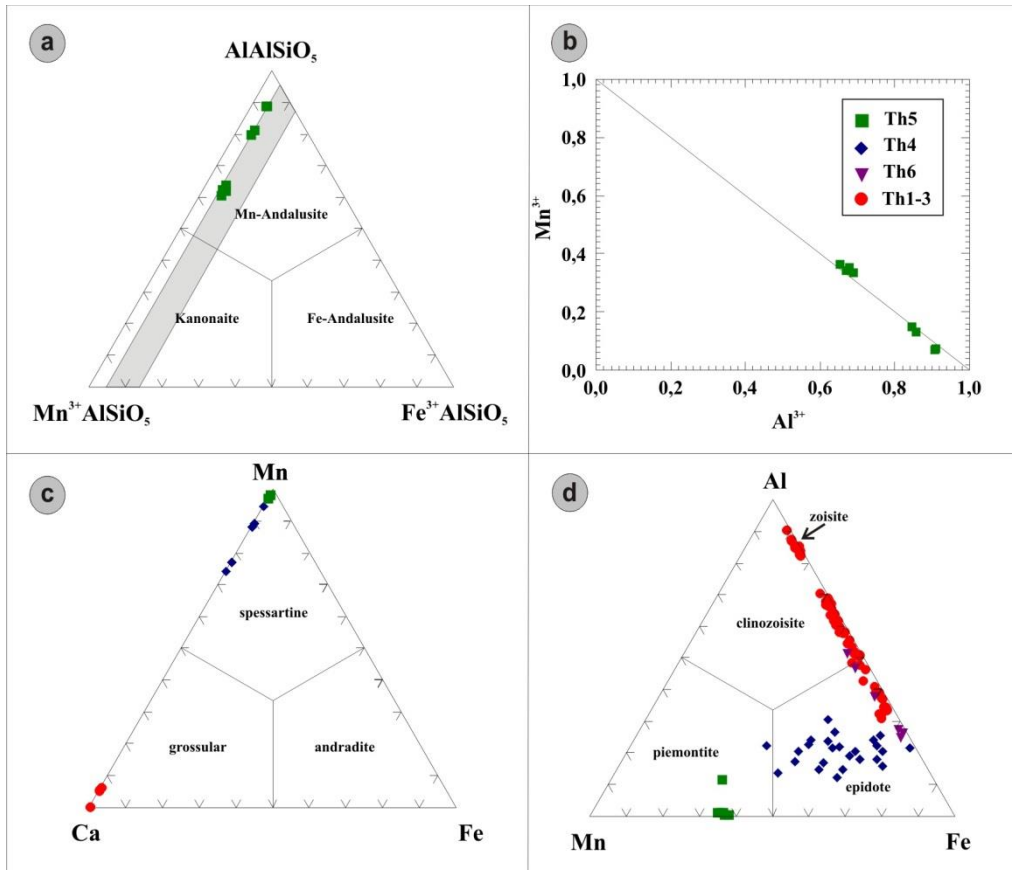 a
AlAlSiO₅
Mn-Andalusite
Kanonaite
Fe-Andalusite
Mn³⁺AlSiO₅
Fe³⁺AlSiO₅
b
1,0
0,8
0,6
0,4
0,2
0,0
Mn³⁺
0,0 0,2 0,4 0,6 0,8 1,0
Al³⁺
Th5
Th4
Th6
Th1-3
c
Mn
spessartine
grossular
andradite
Ca
Fe
d
Al
zoisite
clinozoisite
piemontite
epidote
Mn
Fe